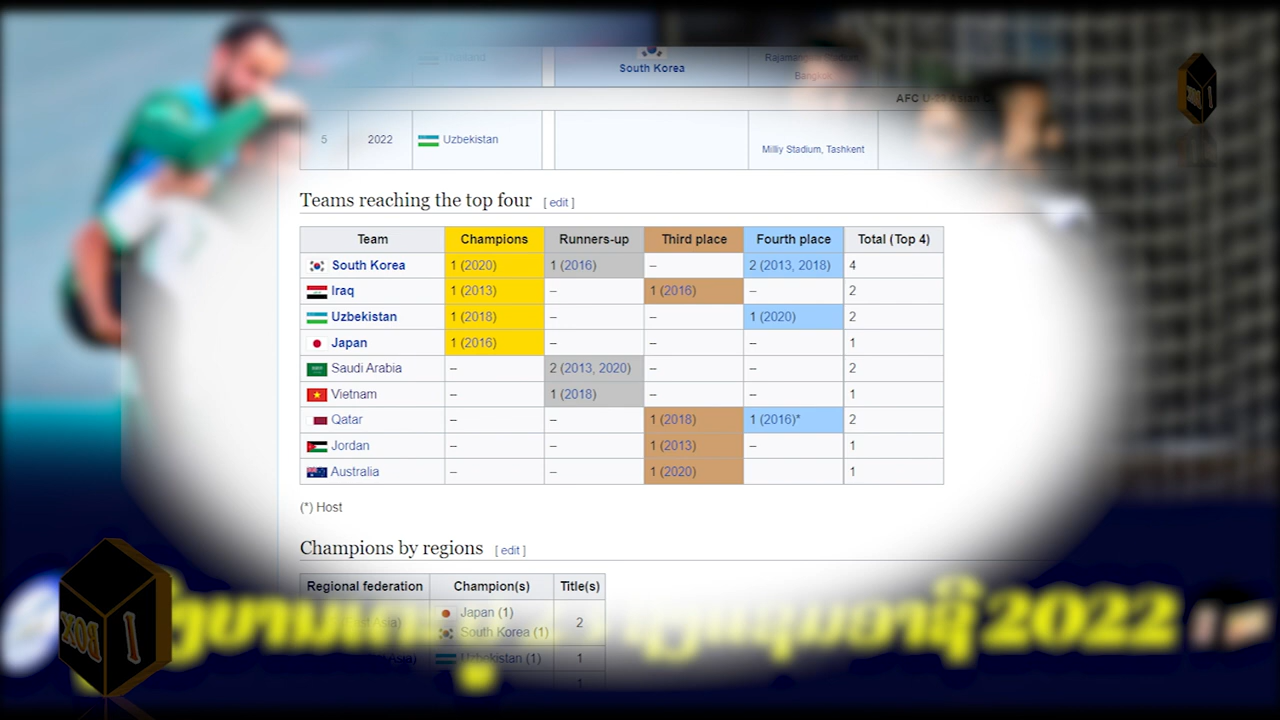 South Korea
AFC U-
5 2022 Uzbekistan Milliy Stadium, Tashkent
Teams reaching the top four [ edit ]
Team Champions Runners-up Third place Fourth place Total (Top 4)
South Korea 1 (2020) 1 (2016) – 2 (2013, 2018) 4
Iraq 1 (2013) – 1 (2016) – 2
Uzbekistan 1 (2018) – – 1 (2020) 2
Japan 1 (2016) – – – 1
Saudi Arabia – 2 (2013, 2020) – – 2
Vietnam – 1 (2018) – – 1
Qatar – – 1 (2018) 1 (2016)* 2
Jordan – – 1 (2013) – 1
Australia – – 1 (2020) 1
(*) Host
Champions by regions [ edit ]
Regional federation Champion(s) Title(s)
Japan (1)
South Korea (1) 2
Uzbekistan (1) 1
1
2022
I BOX